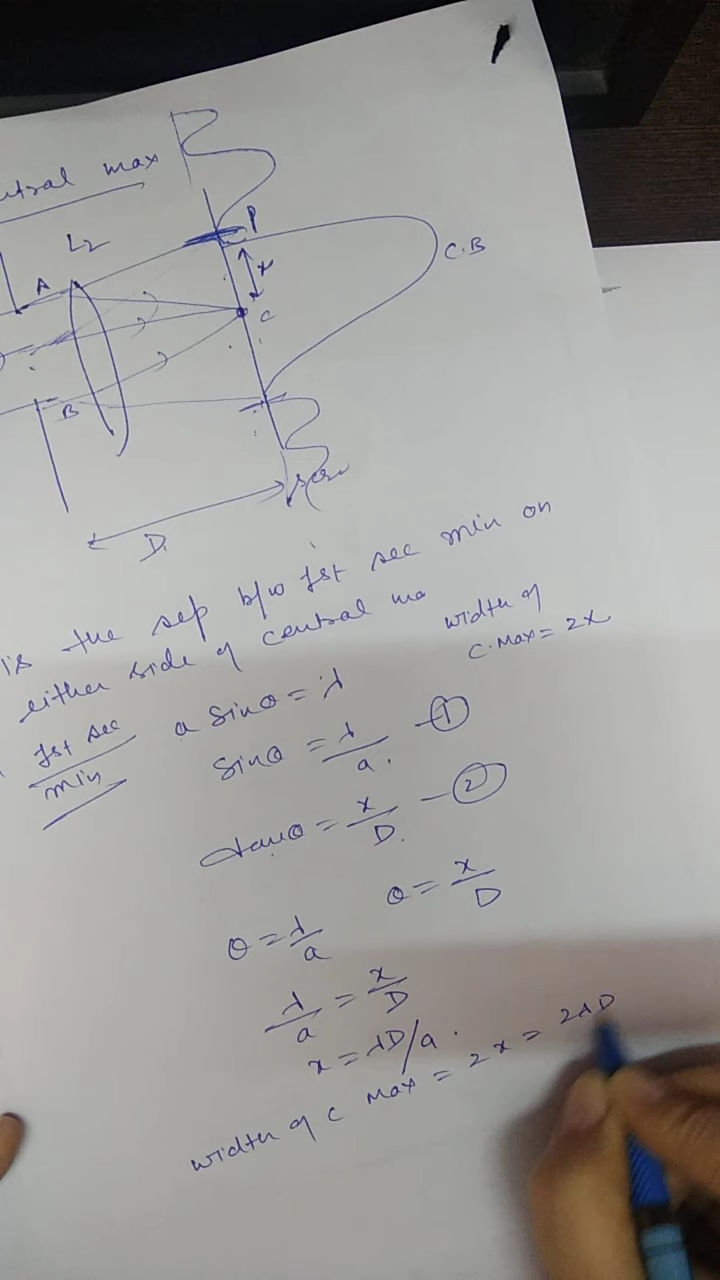 ntral max
L2
P
A
x
C.B
C
B
D
scr
is the sep b/w 1st sec min on
either side of central ma
width of
C. Max = 2x
1st sec
min
a Sinθ = λ
Sinθ = λ/a. - ①
tanθ = x/D. - ②
θ = λ/a θ = x/D
λ/a = x/D
x = λD/a.
width of C Max = 2x = 2λD